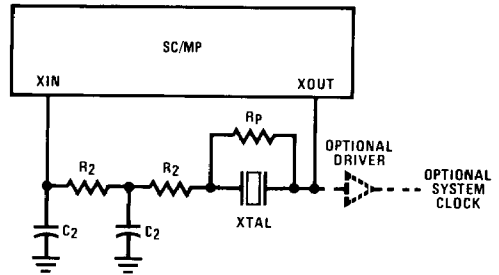 SC/MP
XIN
XOUT
RP
R2
R2
XTAL
C2
C2
OPTIONAL
DRIVER
OPTIONAL
SYSTEM
CLOCK